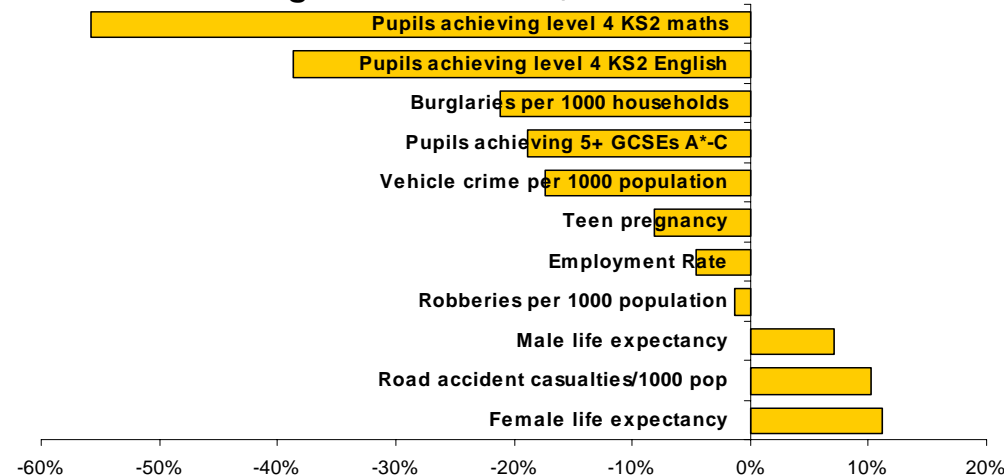 Pupils achieving level 4 KS2 maths
Pupils achieving level 4 KS2 English
Burglaries per 1000 households
Pupils achieving 5+ GCSEs A*-C
Vehicle crime per 1000 population
Teen pregnancy
Employment Rate
Robberies per 1000 population
Male life expectancy
Road accident casualties/1000 pop
Female life expectancy
-60% -50% -40% -30% -20% -10% 0% 10% 20%